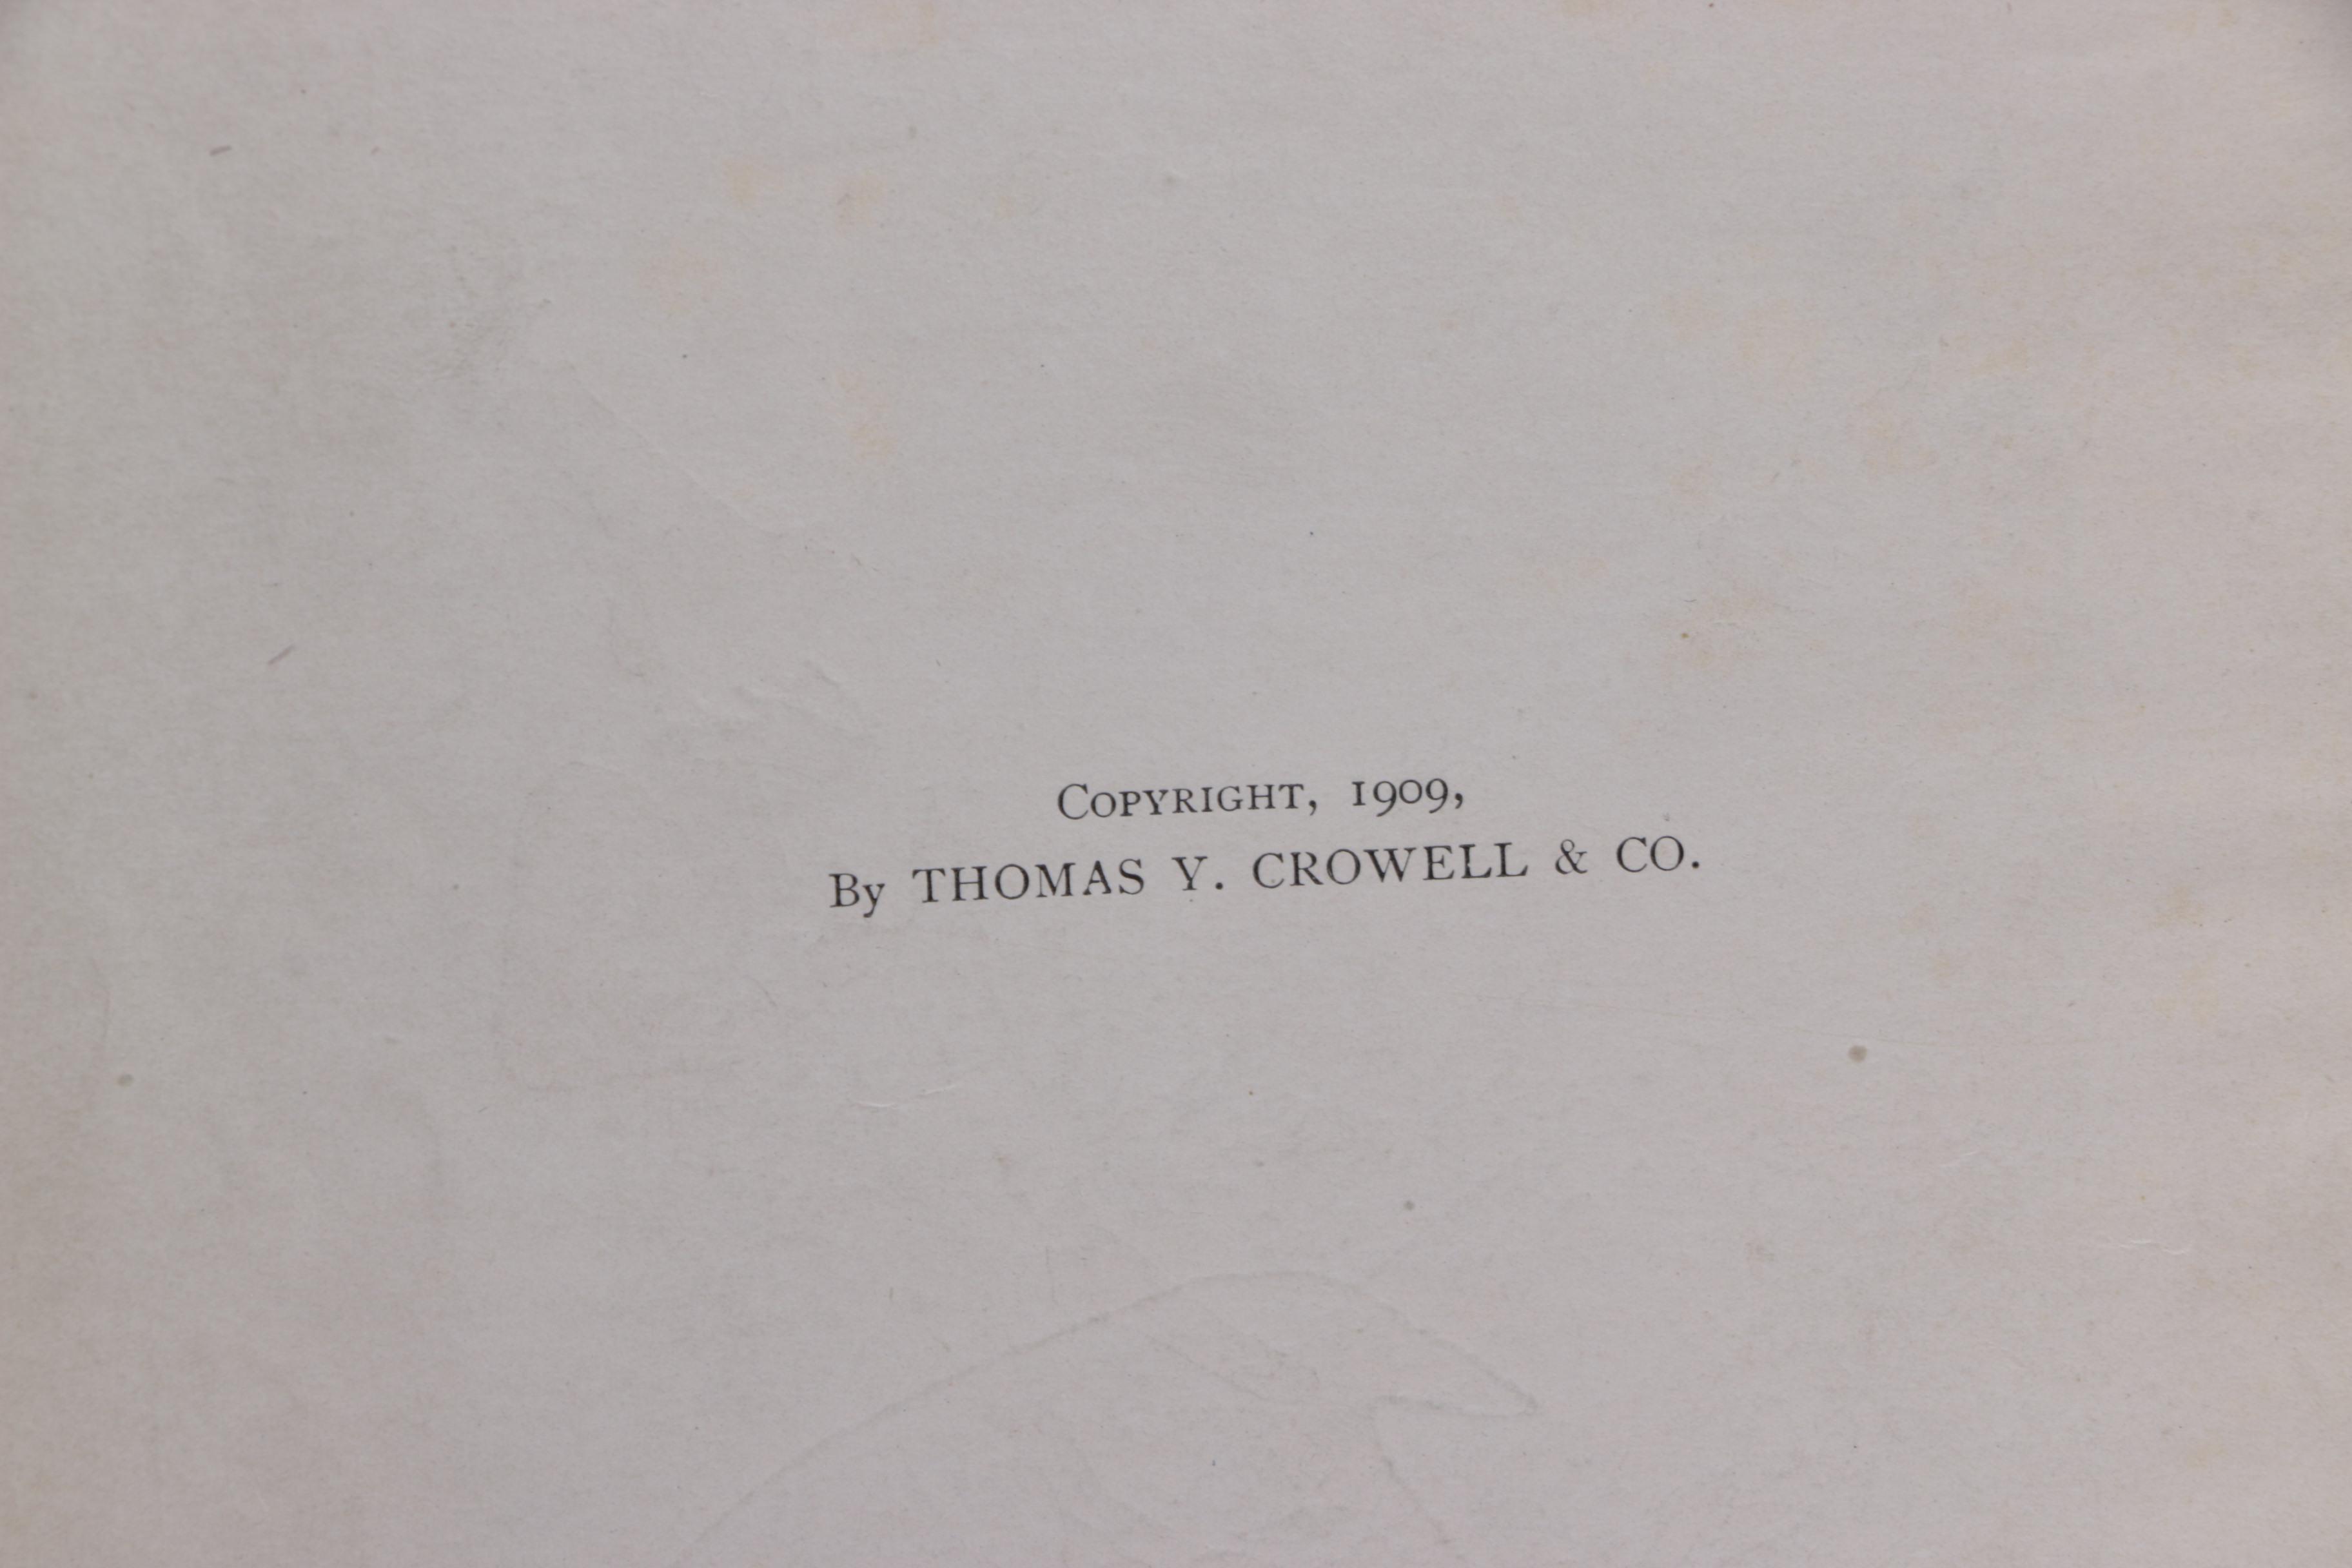 Copyright, 1909,
By THOMAS Y. CROWELL & CO.